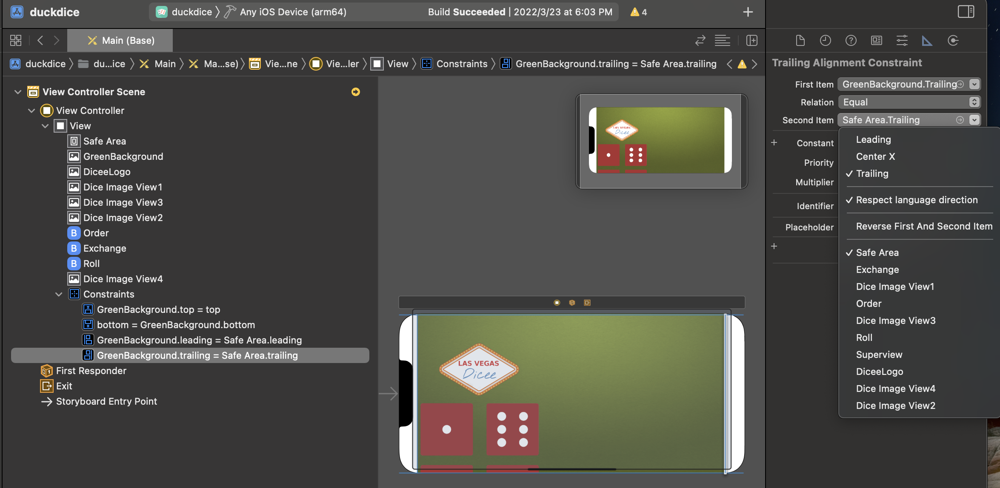 duckdice
duckdice
Any iOS Device (arm64)
Build Succeeded | 2022/3/23 at 6:03 PM
4
Main (Base)
duckdice
du...ice
Main
Ma...se)
Vie...ne
Vie...ler
View
Constraints
GreenBackground.trailing = Safe Area.trailing
View Controller Scene
View Controller
View
Safe Area
GreenBackground
DiceeLogo
Dice Image View1
Dice Image View3
Dice Image View2
B Order
B Exchange
B Roll
Dice Image View4
Constraints
GreenBackground.top = top
bottom = GreenBackground.bottom
GreenBackground.leading = Safe Area.leading
GreenBackground.trailing = Safe Area.trailing
First Responder
Exit
Storyboard Entry Point
LAS VEGAS
Dicee
LAS VEGAS
Dicee
Trailing Alignment Constraint
First Item GreenBackground.Trailing
Relation Equal
Second Item Safe Area.Trailing
Constant
Priority
Multiplier
Identifier
Placeholder
Leading
Center X
Trailing
Respect language direction
Reverse First And Second Item
Safe Area
Exchange
Dice Image View1
Order
Dice Image View3
Roll
Superview
DiceeLogo
Dice Image View4
Dice Image View2